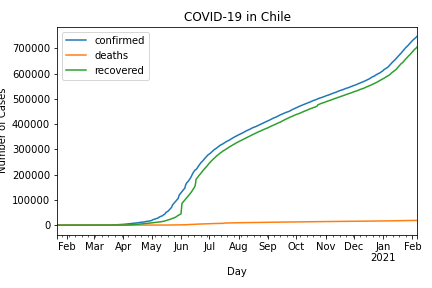 COVID-19 in Chile
confirmed
deaths
recovered
Number of Cases
700000
600000
500000
400000
300000
200000
100000
0
Feb Mar Apr May Jun Jul Aug Sep Oct Nov Dec Jan Feb
2021
Day